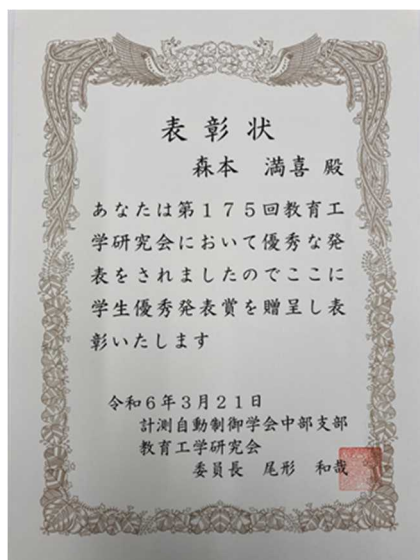 表彰状
森本 満喜 殿
あなたは第１７５回教育工
学研究会において優秀な発
表をされましたのでここに
学生優秀発表賞を贈呈し表
彰いたします
令和６年３月２１日
計測自動制御学会中部支部
教育工学研究会
委員長 尾形 和哉